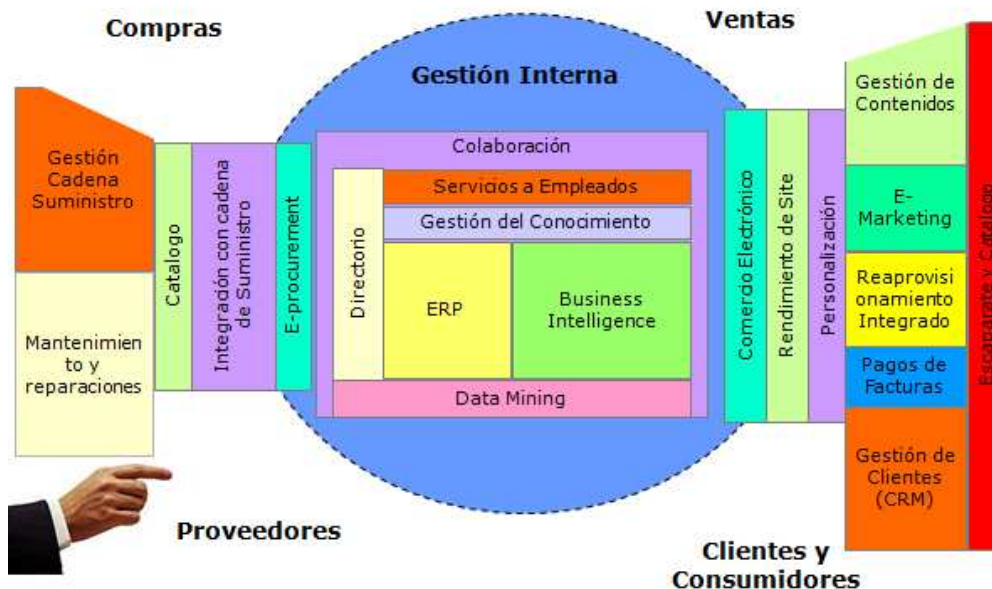 Compras
Ventas
Gestión Interna
Gestión
Cadena
Suministro
Mantenimien
to y
reparaciones
Catalogo
Integración con cadena
de Suministro
E-procurement
Colaboración
Directorio
Servicios a Empleados
Gestión del Conocimiento
ERP
Business
Intelligence
Data Mining
Comercio Electrónico
Rendimiento de Site
Personalización
Gestión de
Contenidos
E-
Marketing
Reaprovisi
onamiento
Integrado
Pagos de
Facturas
Gestión de
Clientes
(CRM)
Escaparate y Catalogo
Proveedores
Clientes y
Consumidores